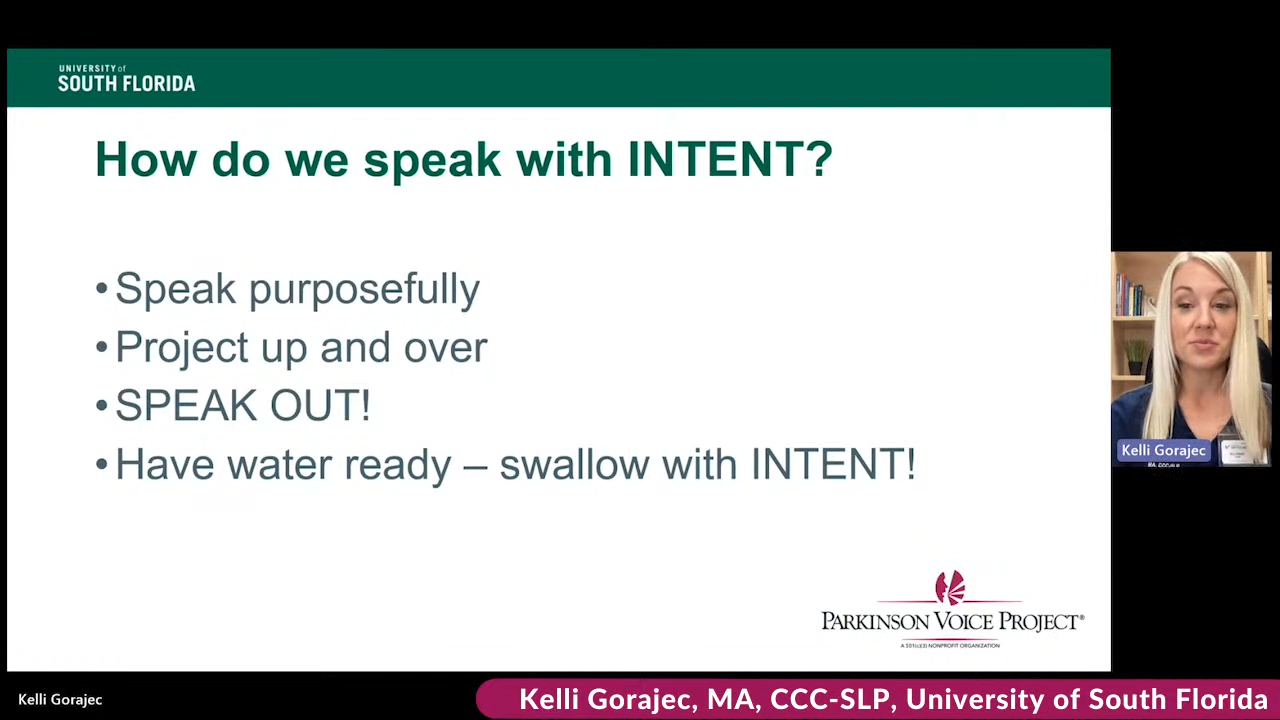 UNIVERSITY of
SOUTH FLORIDA
How do we speak with INTENT?
• Speak purposefully
• Project up and over
• SPEAK OUT!
• Have water ready – swallow with INTENT!
PARKINSON VOICE PROJECT®
A 501(c)(3) NONPROFIT ORGANIZATION
Kelli Gorajec
Kelli Gorajec
Kelli Gorajec, MA, CCC-SLP, University of South Florida